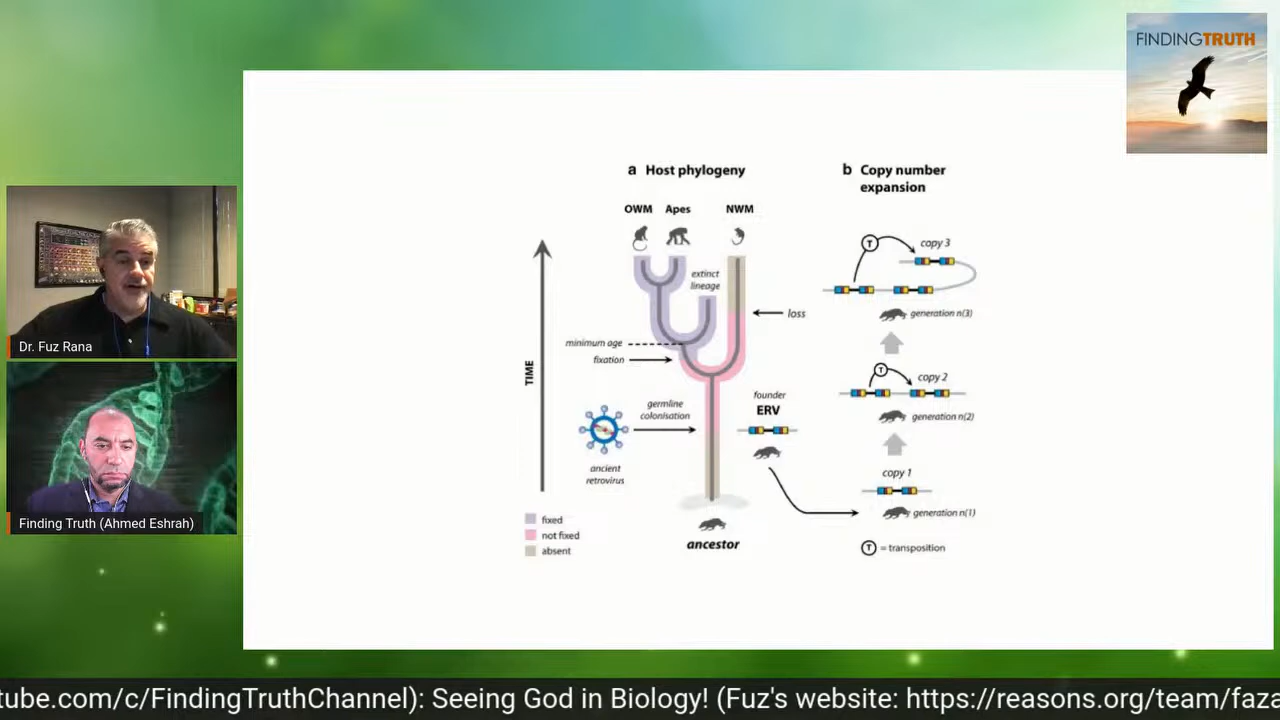 FINDINGTRUTH
a Host phylogeny
b Copy number
expansion
OWM Apes NWM
extinct
lineage
loss
minimum age
fixation
TIME
germline
colonisation
ancient
retrovirus
founder
ERV
fixed
not fixed
absent
ancestor
T
copy 3
generation n(3)
T
copy 2
generation n(2)
copy 1
generation n(1)
T = transposition
Dr. Fuz Rana
Finding Truth (Ahmed Eshrah)
tube.com/c/FindingTruthChannel): Seeing God in Biology! (Fuz's website: https://reasons.org/team/faza